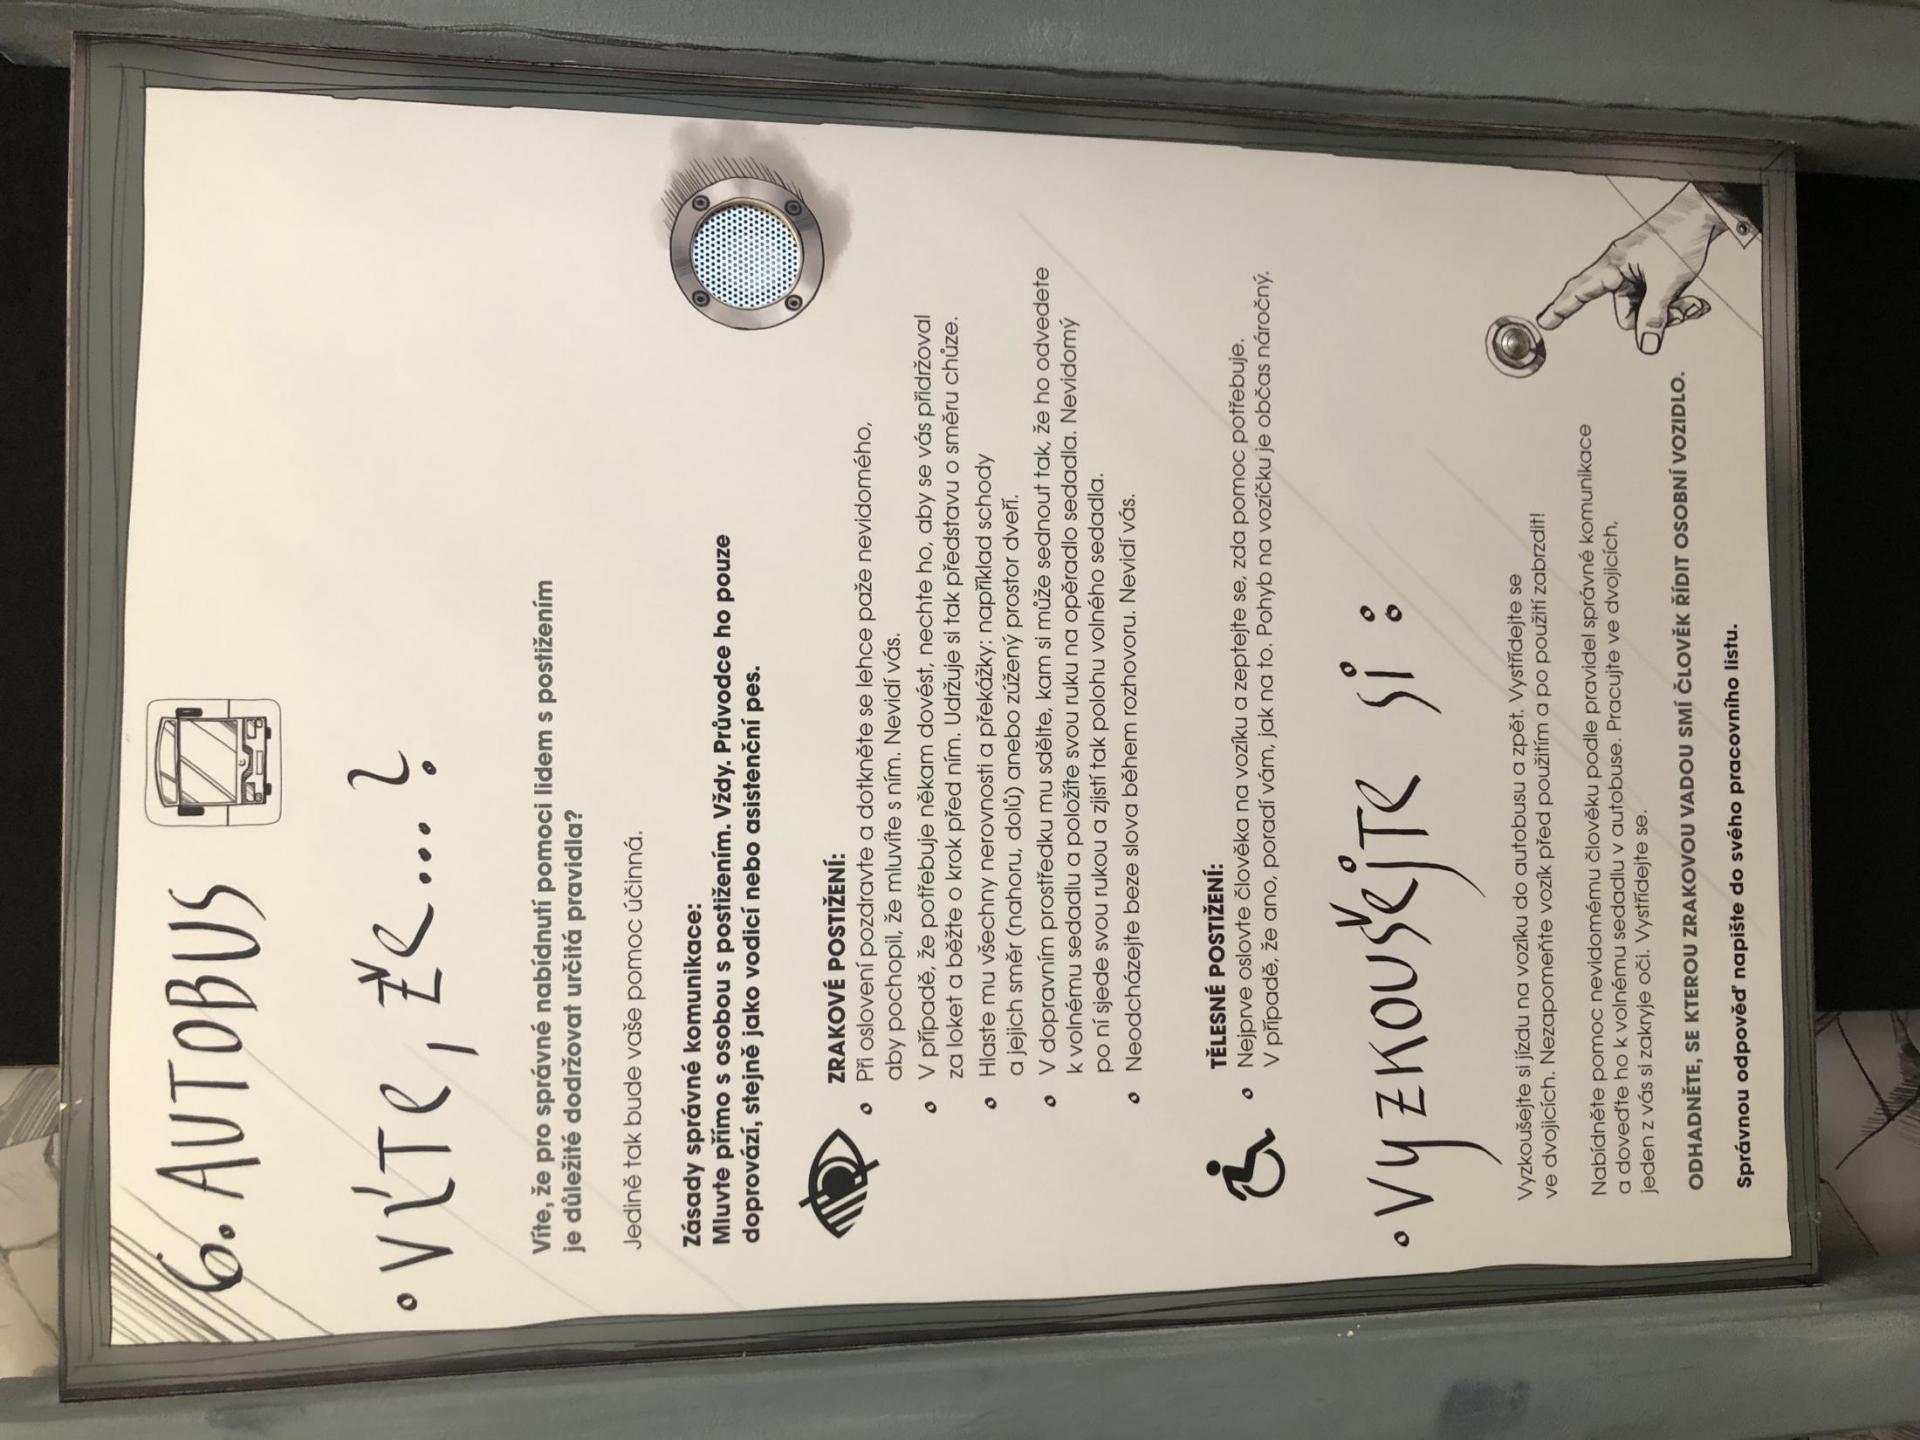 6. AUTOBUS
• VÍTE, ŽE....?
Víte, že pro správné nabídnutí pomoci lidem s postižením
je důležité dodržovat určitá pravidla?
Jedině tak bude vaše pomoc účinná.
Zásady správné komunikace:
Mluvte přímo s osobou s postižením. Vždy. Průvodce ho pouze
doprovází, stejně jako vodicí nebo asistenční pes.
ZRAKOVÉ POSTIŽENÍ:
• Při oslovení pozdravte a dotkněte se lehce paže nevidomého,
aby pochopil, že mluvíte s ním. Nevidí vás.
• V případě, že potřebuje někam dovést, nechte ho, aby se vás přidržoval
za loket a běžte o krok před ním. Udržuje si tak představu o směru chůze.
• Hlaste mu všechny nerovnosti a překážky: například schody
a jejich směr (nahoru, dolů) anebo zúžený prostor dveří.
• V dopravním prostředku mu sdělte, kam si může sednout tak, že ho odvedete
k volnému sedadlu a položíte svou ruku na opěradlo sedadla. Nevidomý
po ní sjede svou rukou a zjistí tak polohu volného sedadla.
• Neodcházejte beze slova během rozhovoru. Nevidí vás.
TĚLESNÉ POSTIŽENÍ:
• Nejprve oslovte člověka na vozíku a zeptejte se, zda pomoc potřebuje.
V případě, že ano, poradí vám, jak na to. Pohyb na vozíčku je občas náročný.
• VYZKOUŠEJTE SI:
Vyzkoušejte si jízdu na vozíku do autobusu a zpět. Vystřídejte se
ve dvojicích. Nezapomeňte vozík před použitím a po použití zabrzdit!
Nabídněte pomoc nevidomému člověku podle pravidel správné komunikace
a doveďte ho k volnému sedadlu v autobuse. Pracujte ve dvojicích,
jeden z vás si zakryje oči. Vystřídejte se.
ODHADNĚTE, SE KTEROU ZRAKOVOU VADOU SMÍ ČLOVĚK ŘÍDIT OSOBNÍ VOZIDLO.
Správnou odpověď napište do svého pracovního listu.